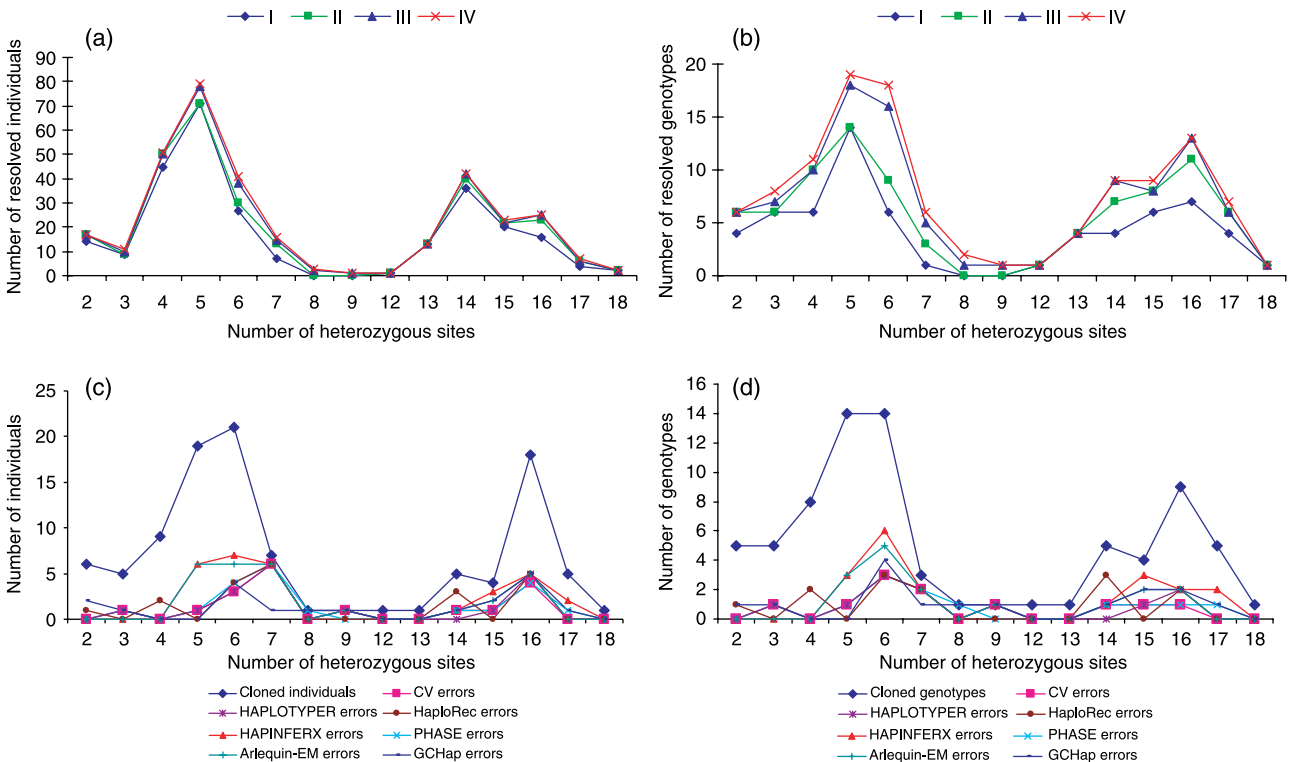 I II III IV
(a)
Number of resolved individuals
90
80
70
60
50
40
30
20
10
0
2 3 4 5 6 7 8 9 12 13 14 15 16 17 18
Number of heterozygous sites
I II III IV
(b)
Number of resolved genotypes
20
15
10
5
0
2 3 4 5 6 7 8 9 12 13 14 15 16 17 18
Number of heterozygous sites
(c)
Number of individuals
25
20
15
10
5
0
2 3 4 5 6 7 8 9 12 13 14 15 16 17 18
Number of heterozygous sites
Cloned individuals CV errors
HAPLOTYPER errors HaploRec errors
HAPINFERX errors PHASE errors
Arlequin-EM errors GCHap errors
(d)
Number of genotypes
16
14
12
10
8
6
4
2
0
2 3 4 5 6 7 8 9 12 13 14 15 16 17 18
Number of heterozygous sites
Cloned genotypes CV errors
HAPLOTYPER errors HaploRec errors
HAPINFERX errors PHASE errors
Arlequin-EM errors GCHap errors